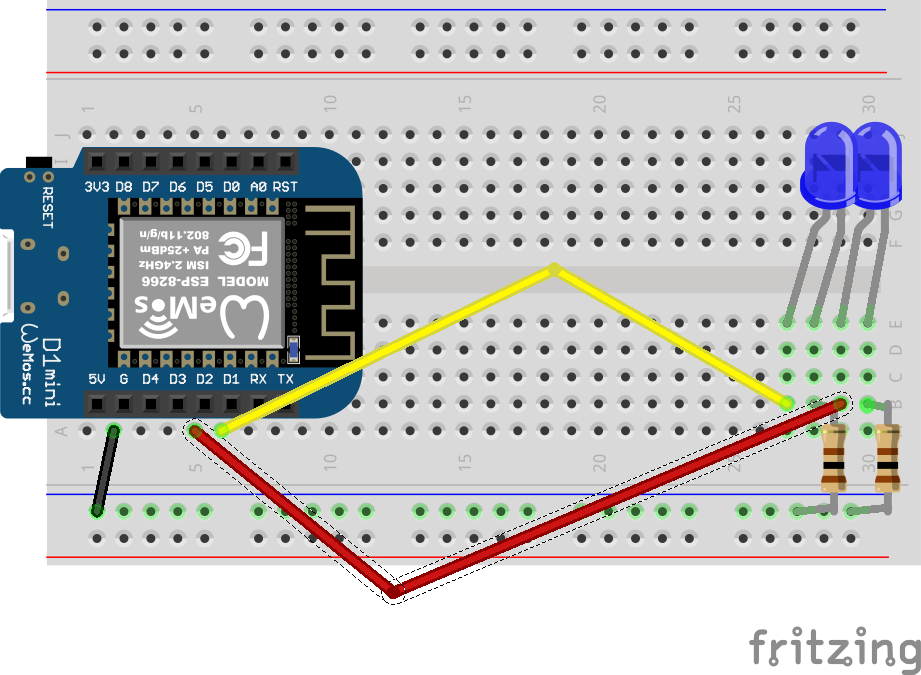 1 5 10 15 20 25 30
J J
I
3V3 D8 D7 D6 D5 D0 A0 RST
RESET
G
F F
802.11b/g/n
PA +25dBm
ISM 2.4GHz
FC
MODEL ESP-8266
WeMos
WeMos.cc
D1 mini
E
D
C
B B
A
5V G D4 D3 D2 D1 RX TX
1 5 10 15 20 25 30
fritzing